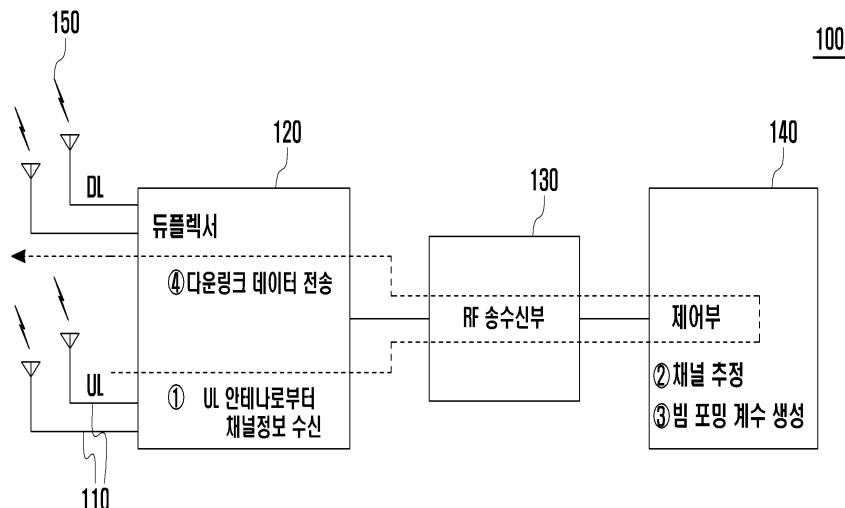 150
100
120
140
130
DL
듀플렉서
④다운링크 데이터 전송
RF 송수신부
제어부
UL
① UL 안테나로부터
채널정보 수신
②채널 추정
③빔 포밍 계수 생성
110